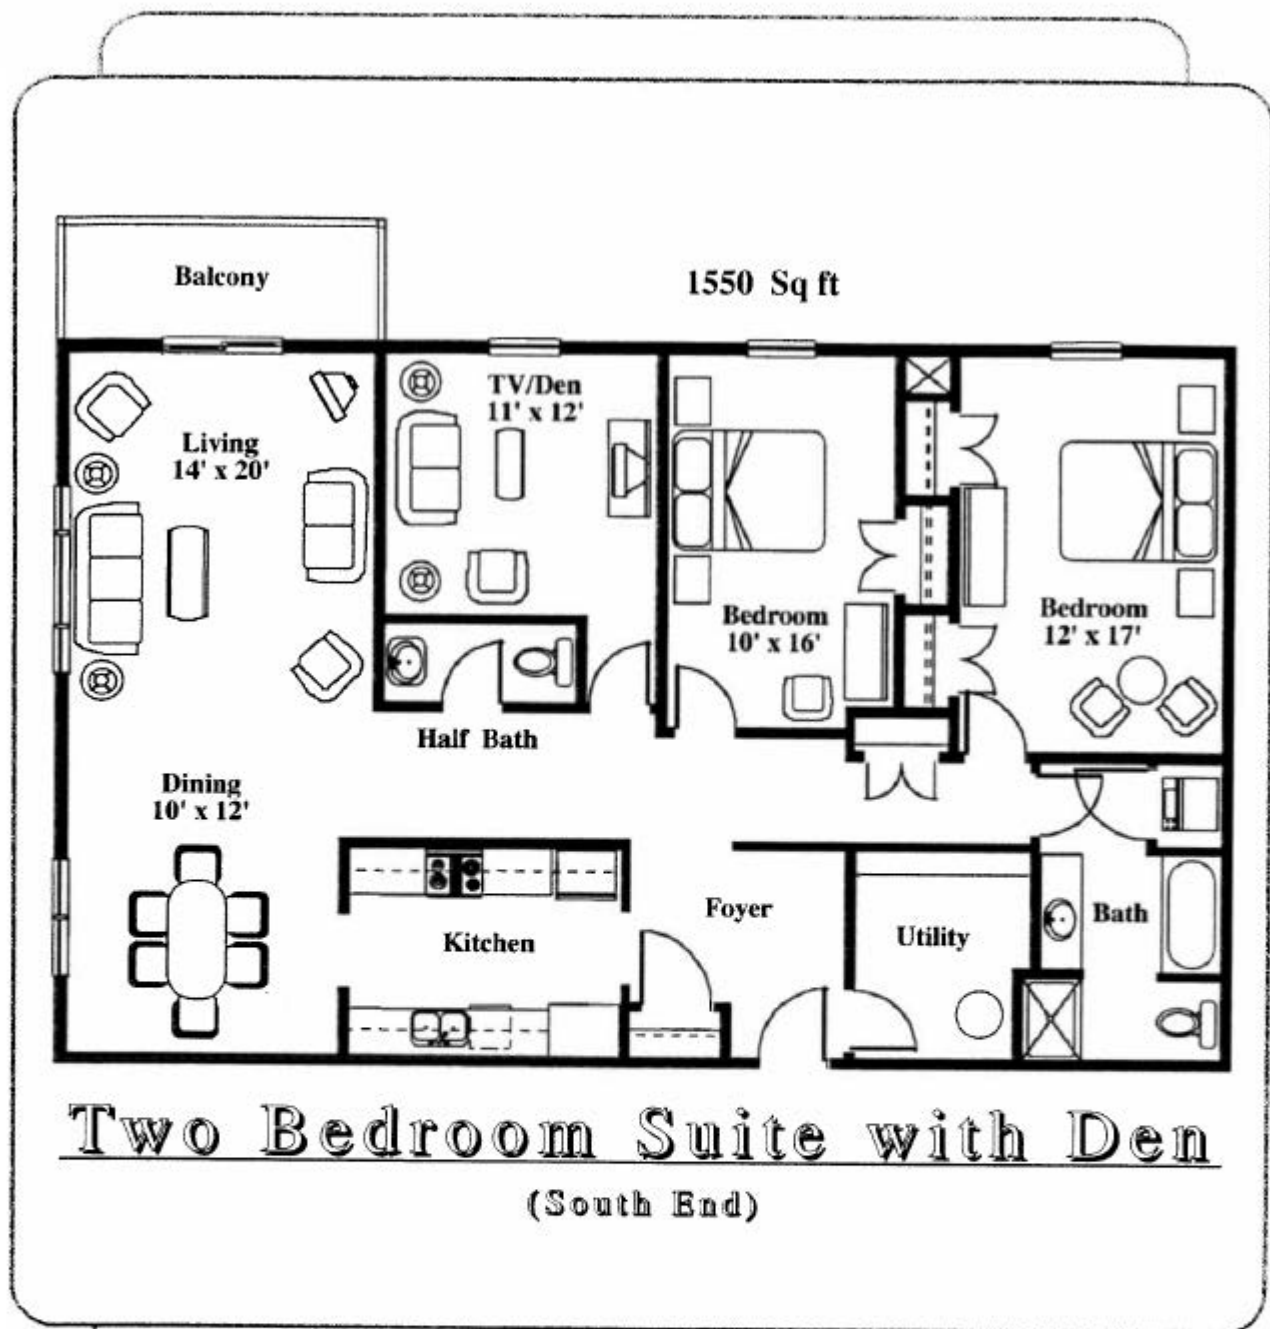 Balcony
1550 Sq ft
TV/Den
11' x 12'
Living
14' x 20'
Bedroom
10' x 16'
Bedroom
12' x 17'
Half Bath
Dining
10' x 12'
Foyer
Bath
Kitchen
Utility
Two Bedroom Suite with Den
(South End)